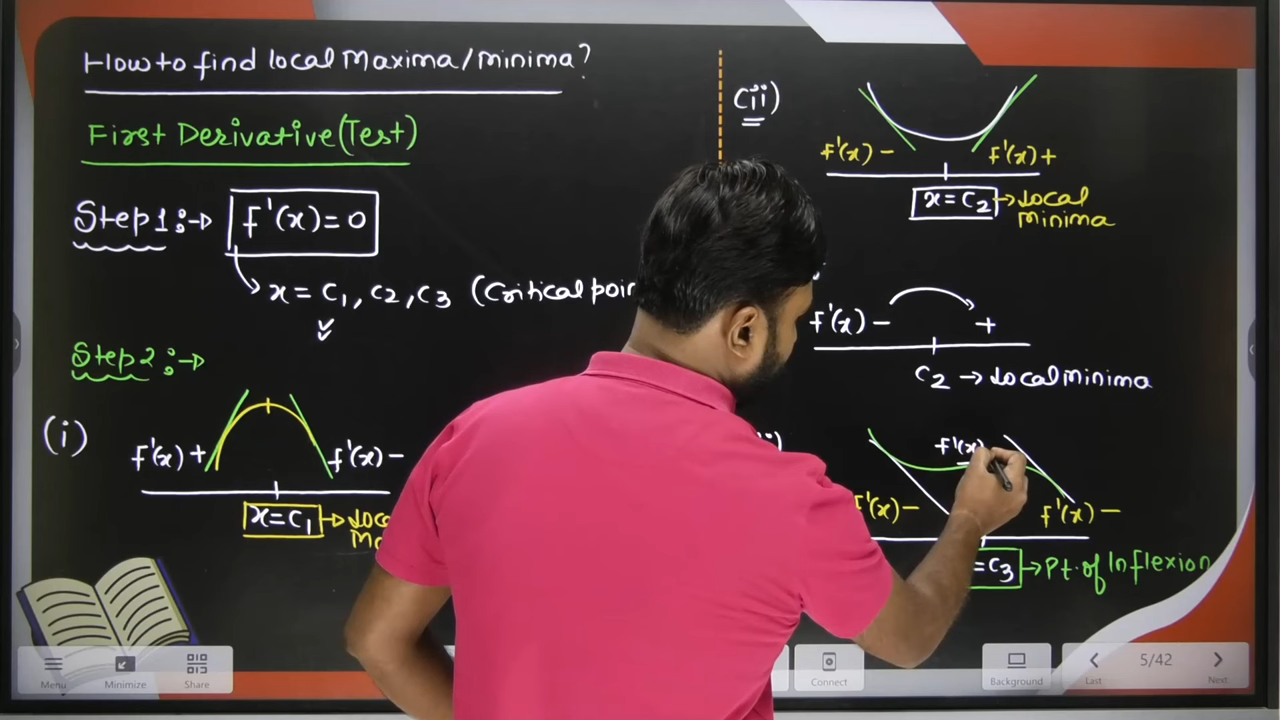 How to find local Maxima/minima?
First Derivative (Test)
Step 1 :→ f'(x) = 0
x = C1, C2, C3 (Critical poin
Step 2 :→
(i)
f'(x) + f'(x) -
x = C1 →
(ii)
f'(x) - f'(x) +
x = C2 → Local
minima
f'(x) - +
C2 → Local minima
f'(x)
f'(x) - f'(x) -
= C3 → Pt. of Inflexion
Menu Minimize Share Connect Background Last 5/42 Next